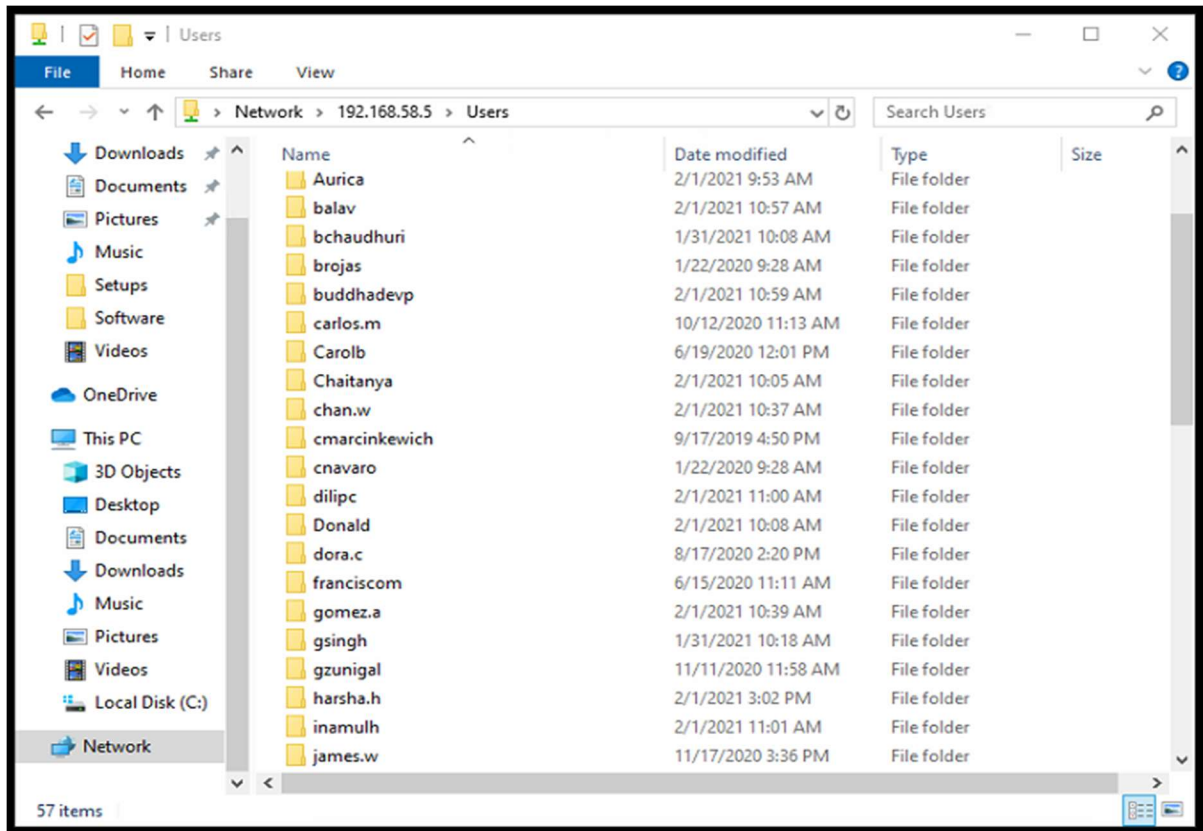 Users
File Home Share View
Network > 192.168.58.5 > Users
Search Users
Downloads
Documents
Pictures
Music
Setups
Software
Videos
OneDrive
This PC
3D Objects
Desktop
Documents
Downloads
Music
Pictures
Videos
Local Disk (C:)
Network
Name Date modified Type Size
Aurica 2/1/2021 9:53 AM File folder
balav 2/1/2021 10:57 AM File folder
bchaudhuri 1/31/2021 10:08 AM File folder
brojas 1/22/2020 9:28 AM File folder
buddhadevp 2/1/2021 10:59 AM File folder
carlos.m 10/12/2020 11:13 AM File folder
Carolb 6/19/2020 12:01 PM File folder
Chaitanya 2/1/2021 10:05 AM File folder
chan.w 2/1/2021 10:37 AM File folder
cmarcinkewich 9/17/2019 4:50 PM File folder
cnavaro 1/22/2020 9:28 AM File folder
dilipc 2/1/2021 11:00 AM File folder
Donald 2/1/2021 10:08 AM File folder
dora.c 8/17/2020 2:20 PM File folder
franciscom 6/15/2020 11:11 AM File folder
gomez.a 2/1/2021 10:39 AM File folder
gsingh 1/31/2021 10:18 AM File folder
gzunigal 11/11/2020 11:58 AM File folder
harsha.h 2/1/2021 3:02 PM File folder
inamulh 2/1/2021 11:01 AM File folder
james.w 11/17/2020 3:36 PM File folder
57 items